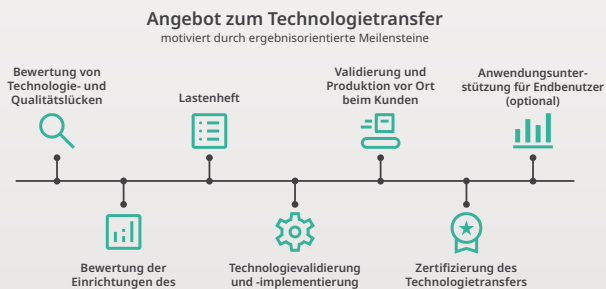 Angebot zum Technologietransfer
motiviert durch ergebnisorientierte Meilensteine
Bewertung von
Technologie- und
Qualitätslücken
Lastenheft
Validierung und
Produktion vor Ort
beim Kunden
Anwendungsunter-
stützung für Endbenutzer
(optional)
Bewertung der
Einrichtungen des
Technologievalidierung
und -implementierung
Zertifizierung des
Technologietransfers